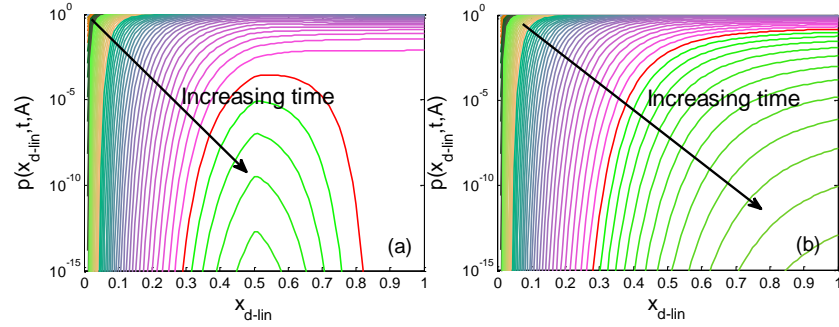 10^0
10^-5
10^-10
10^-15
p(x_d-lin,t,A)
Increasing time
(a)
0 0.1 0.2 0.3 0.4 0.5 0.6 0.7 0.8 0.9 1
x_d-lin
10^0
10^-5
10^-10
10^-15
p(x_d-lin,t,A)
Increasing time
(b)
0 0.1 0.2 0.3 0.4 0.5 0.6 0.7 0.8 0.9 1
x_d-lin